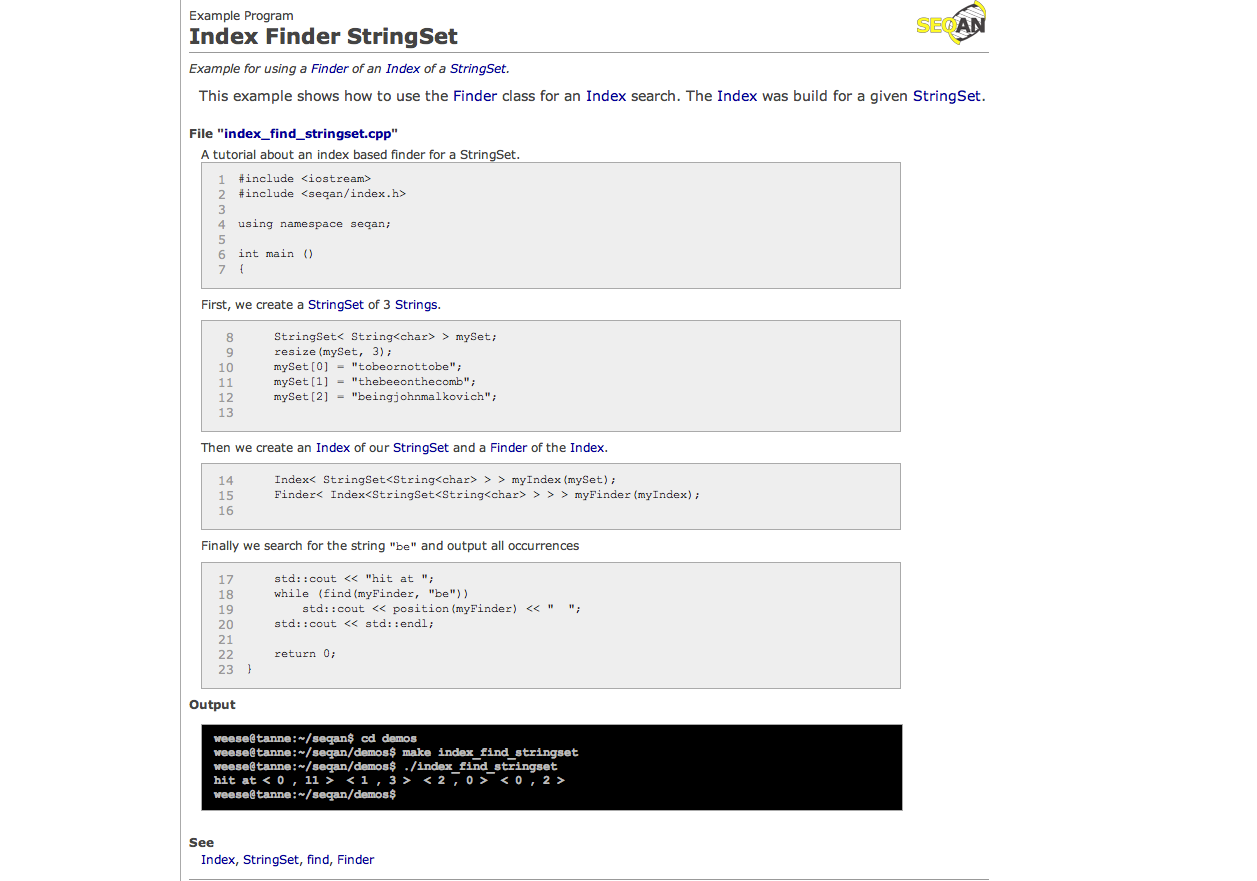 Example Program
Index Finder StringSet
SEQAN
Example for using a Finder of an Index of a StringSet.
This example shows how to use the Finder class for an Index search. The Index was build for a given StringSet.
File "index_find_stringset.cpp"
A tutorial about an index based finder for a StringSet.
1 #include <iostream>
2 #include <seqan/index.h>
3
4 using namespace seqan;
5
6 int main ()
7 {
First, we create a StringSet of 3 Strings.
8 StringSet< String<char> > mySet;
9 resize(mySet, 3);
10 mySet[0] = "tobeornottobe";
11 mySet[1] = "thebeeonthecomb";
12 mySet[2] = "beingjohnmalkovich";
13
Then we create an Index of our StringSet and a Finder of the Index.
14 Index< StringSet<String<char> > > myIndex(mySet);
15 Finder< Index<StringSet<String<char> > > > myFinder(myIndex);
16
Finally we search for the string "be" and output all occurrences
17 std::cout << "hit at ";
18 while (find(myFinder, "be"))
19 std::cout << position(myFinder) << "  ";
20 std::cout << std::endl;
21
22 return 0;
23 }
Output
weese@tanne:~/seqan$ cd demos
weese@tanne:~/seqan/demos$ make index_find_stringset
weese@tanne:~/seqan/demos$ ./index_find_stringset
hit at < 0 , 11 >  < 1 , 3 >  < 2 , 0 >  < 0 , 2 >
weese@tanne:~/seqan/demos$
See
Index, StringSet, find, Finder